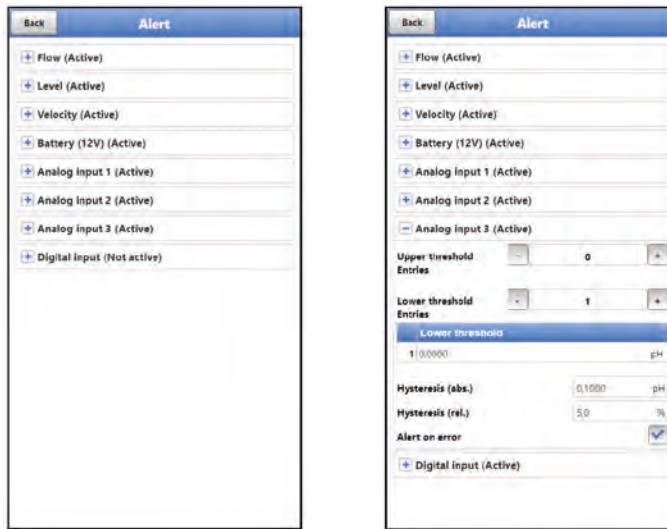 Back Alert
Flow (Active)
Level (Active)
Velocity (Active)
Battery (12V) (Active)
Analog input 1 (Active)
Analog input 2 (Active)
Analog input 3 (Active)
Digital input (Not active)
Back Alert
Flow (Active)
Level (Active)
Velocity (Active)
Battery (12V) (Active)
Analog input 1 (Active)
Analog input 2 (Active)
Analog input 3 (Active)
Upper threshold - 0 +
Entries
Lower threshold - 1 +
Entries
Lower threshold
1 0,0000 pH
Hysteresis (abs.) 0,1000 pH
Hysteresis (rel.) 5,0 %
Alert on error
Digital input (Active)